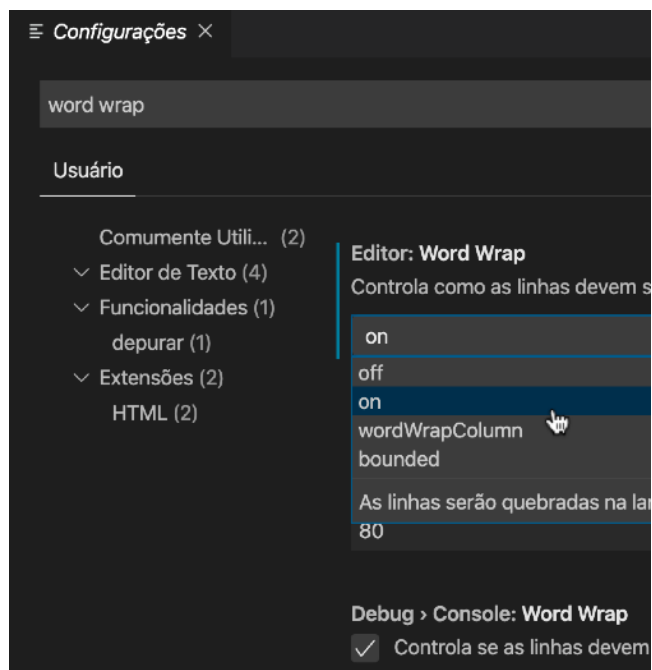 Configurações
word wrap
Usuário
Comumente Utili... (2)
Editor de Texto (4)
Funcionalidades (1)
depurar (1)
Extensões (2)
HTML (2)
Editor: Word Wrap
Controla como as linhas devem s
on
off
on
wordWrapColumn
bounded
As linhas serão quebradas na lar
80
Debug › Console: Word Wrap
Controla se as linhas devem